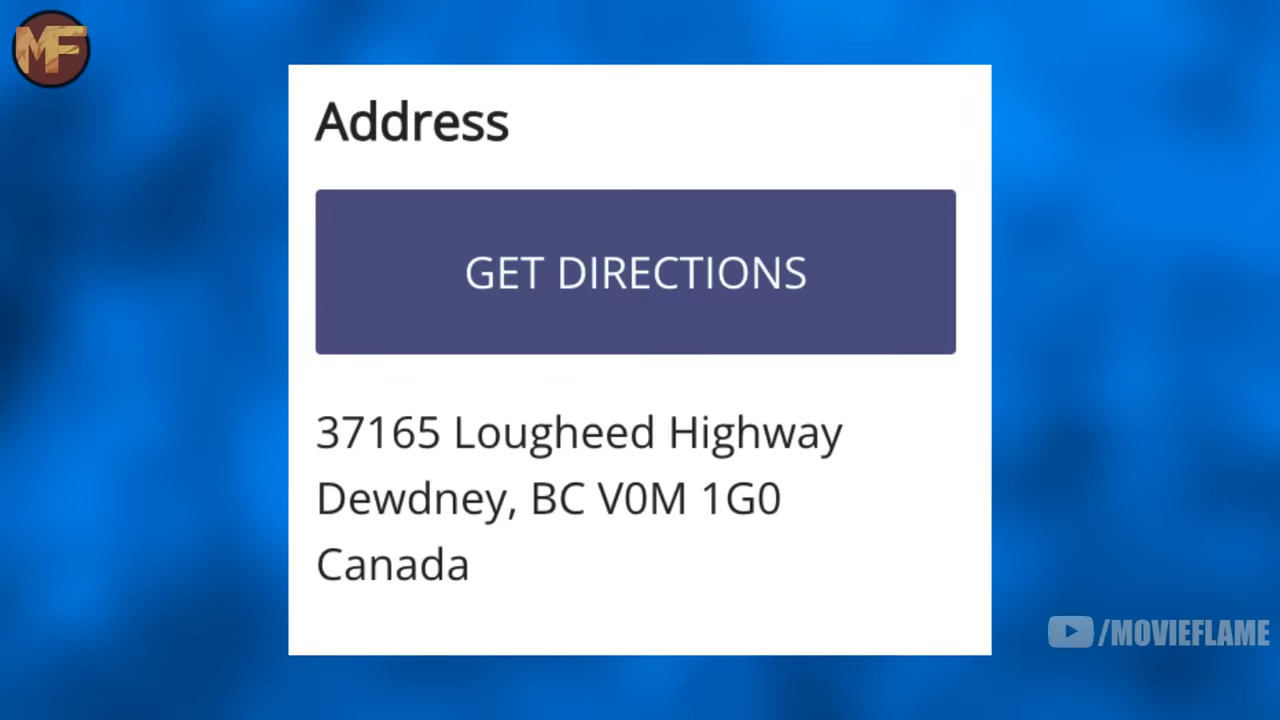 MF
Address
GET DIRECTIONS
37165 Lougheed Highway
Dewdney, BC V0M 1G0
Canada
/MOVIEFLAME